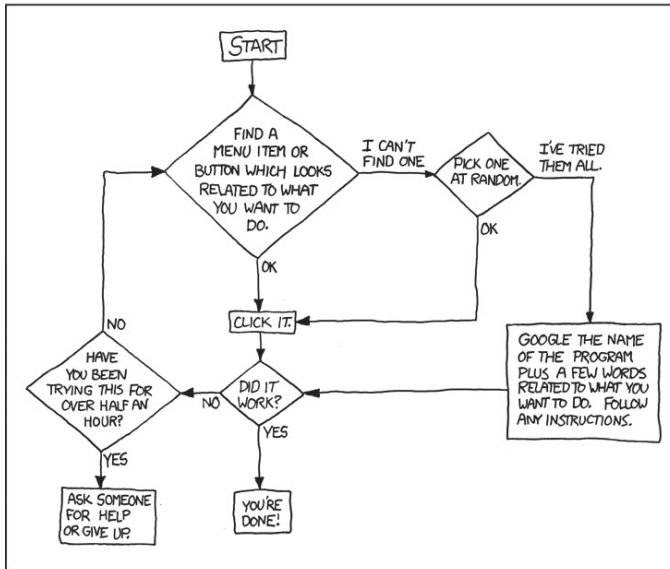 START
FIND A
MENU ITEM OR
BUTTON WHICH LOOKS
RELATED TO WHAT
YOU WANT TO
DO.
I CAN'T
FIND ONE
PICK ONE
AT RANDOM.
I'VE TRIED
THEM ALL.
OK
OK
CLICK IT.
NO
HAVE
YOU BEEN
TRYING THIS FOR
OVER HALF AN
HOUR?
NO
DID IT
WORK?
GOOGLE THE NAME
OF THE PROGRAM
PLUS A FEW WORDS
RELATED TO WHAT YOU
WANT TO DO. FOLLOW
ANY INSTRUCTIONS.
YES
YES
ASK SOMEONE
FOR HELP
OR GIVE UP.
YOU'RE
DONE!